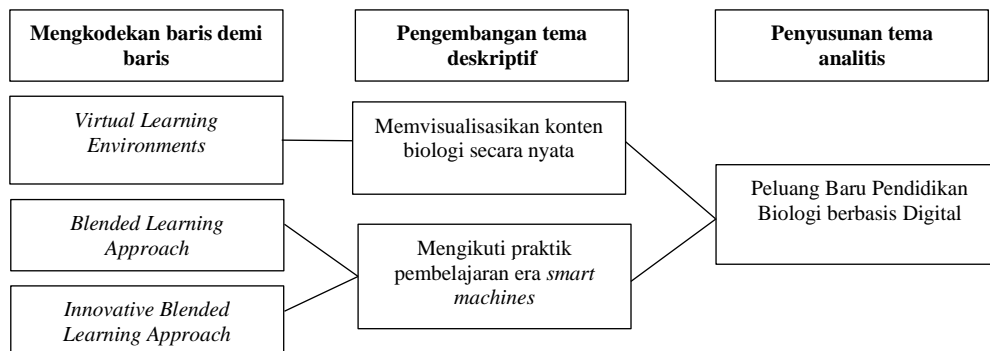 Mengkodekan baris demi
baris
Pengembangan tema
deskriptif
Penyusunan tema
analitis
Virtual Learning
Environments
Memvisualisasikan konten
biologi secara nyata
Peluang Baru Pendidikan
Biologi berbasis Digital
Blended Learning
Approach
Mengikuti praktik
pembelajaran era smart
machines
Innovative Blended
Learning Approach